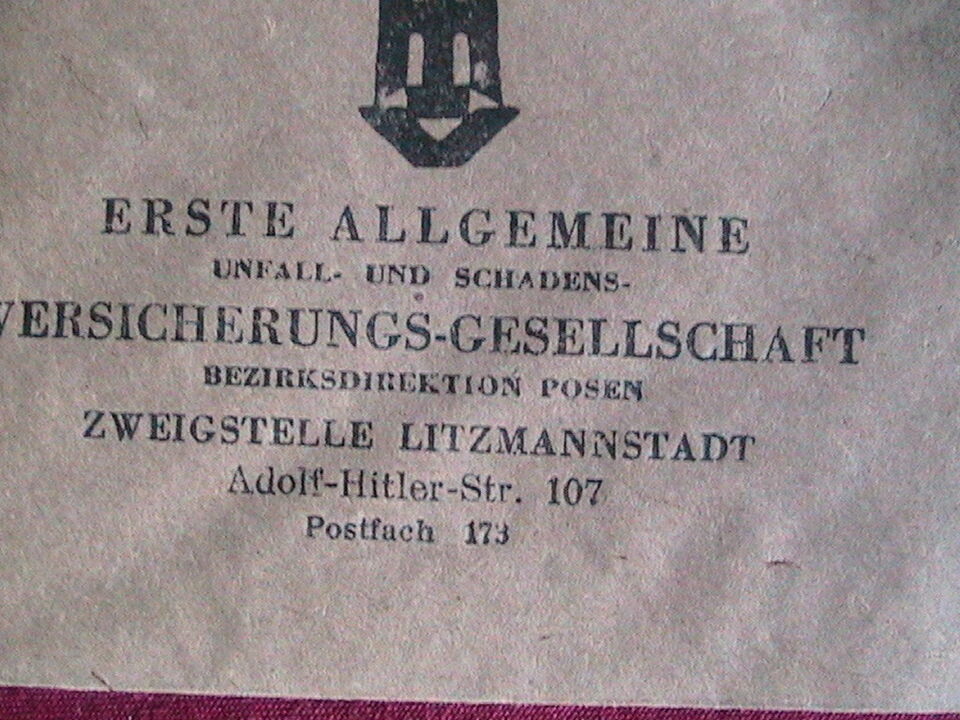 ERSTE ALLGEMEINE
UNFALL- UND SCHADENS-
VERSICHERUNGS-GESELLSCHAFT
BEZIRKSDIREKTION POSEN
ZWEIGSTELLE LITZMANNSTADT
Adolf-Hitler-Str. 107
Postfach 173